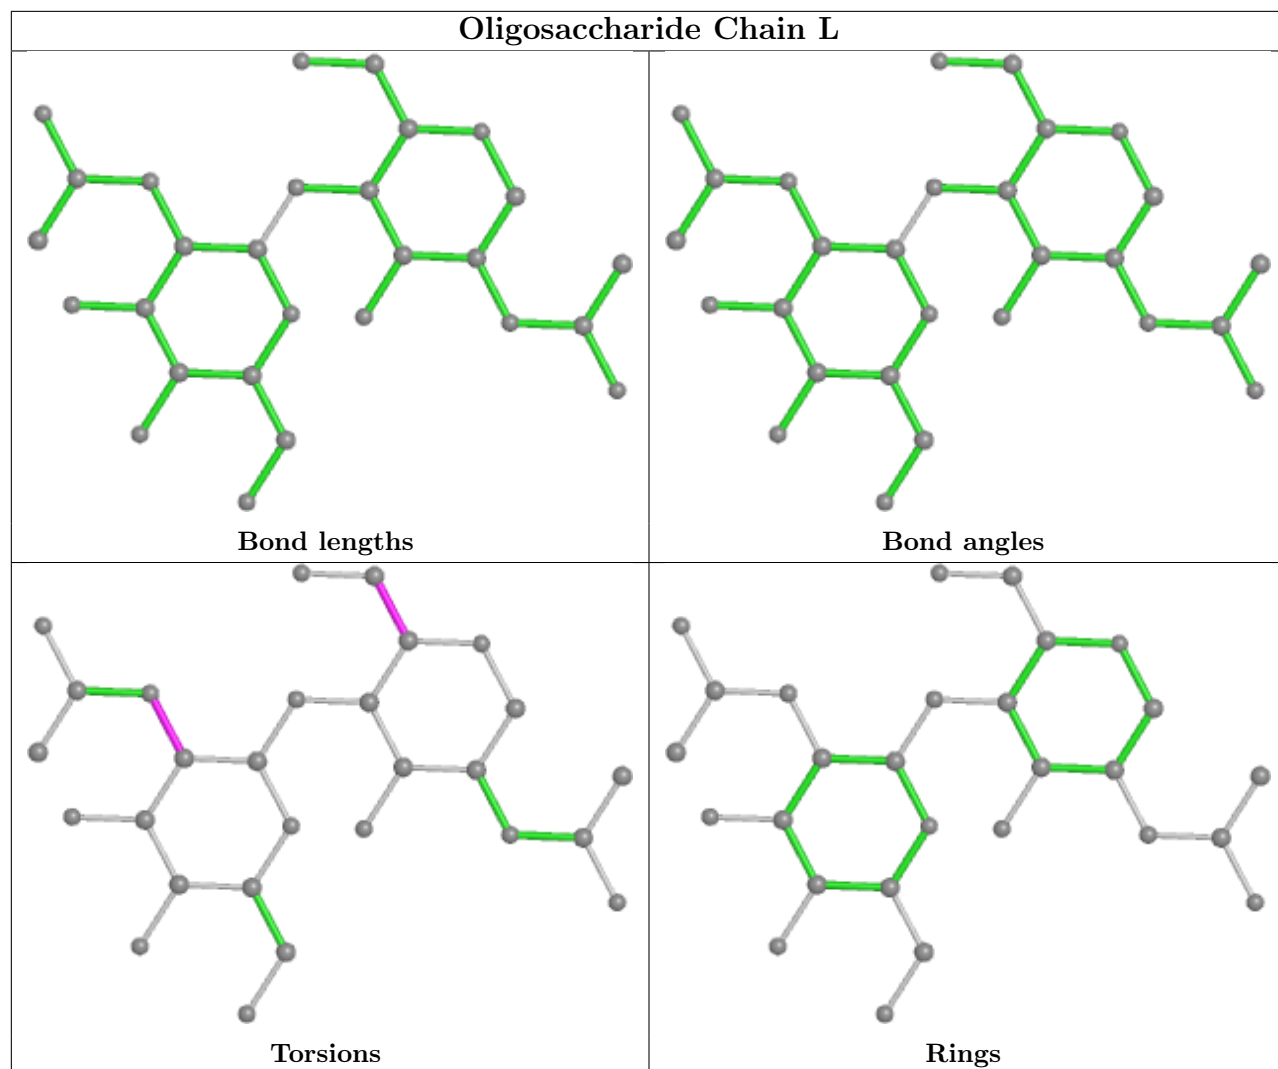 Oligosaccharide Chain L
Bond lengths
Bond angles
Torsions
Rings